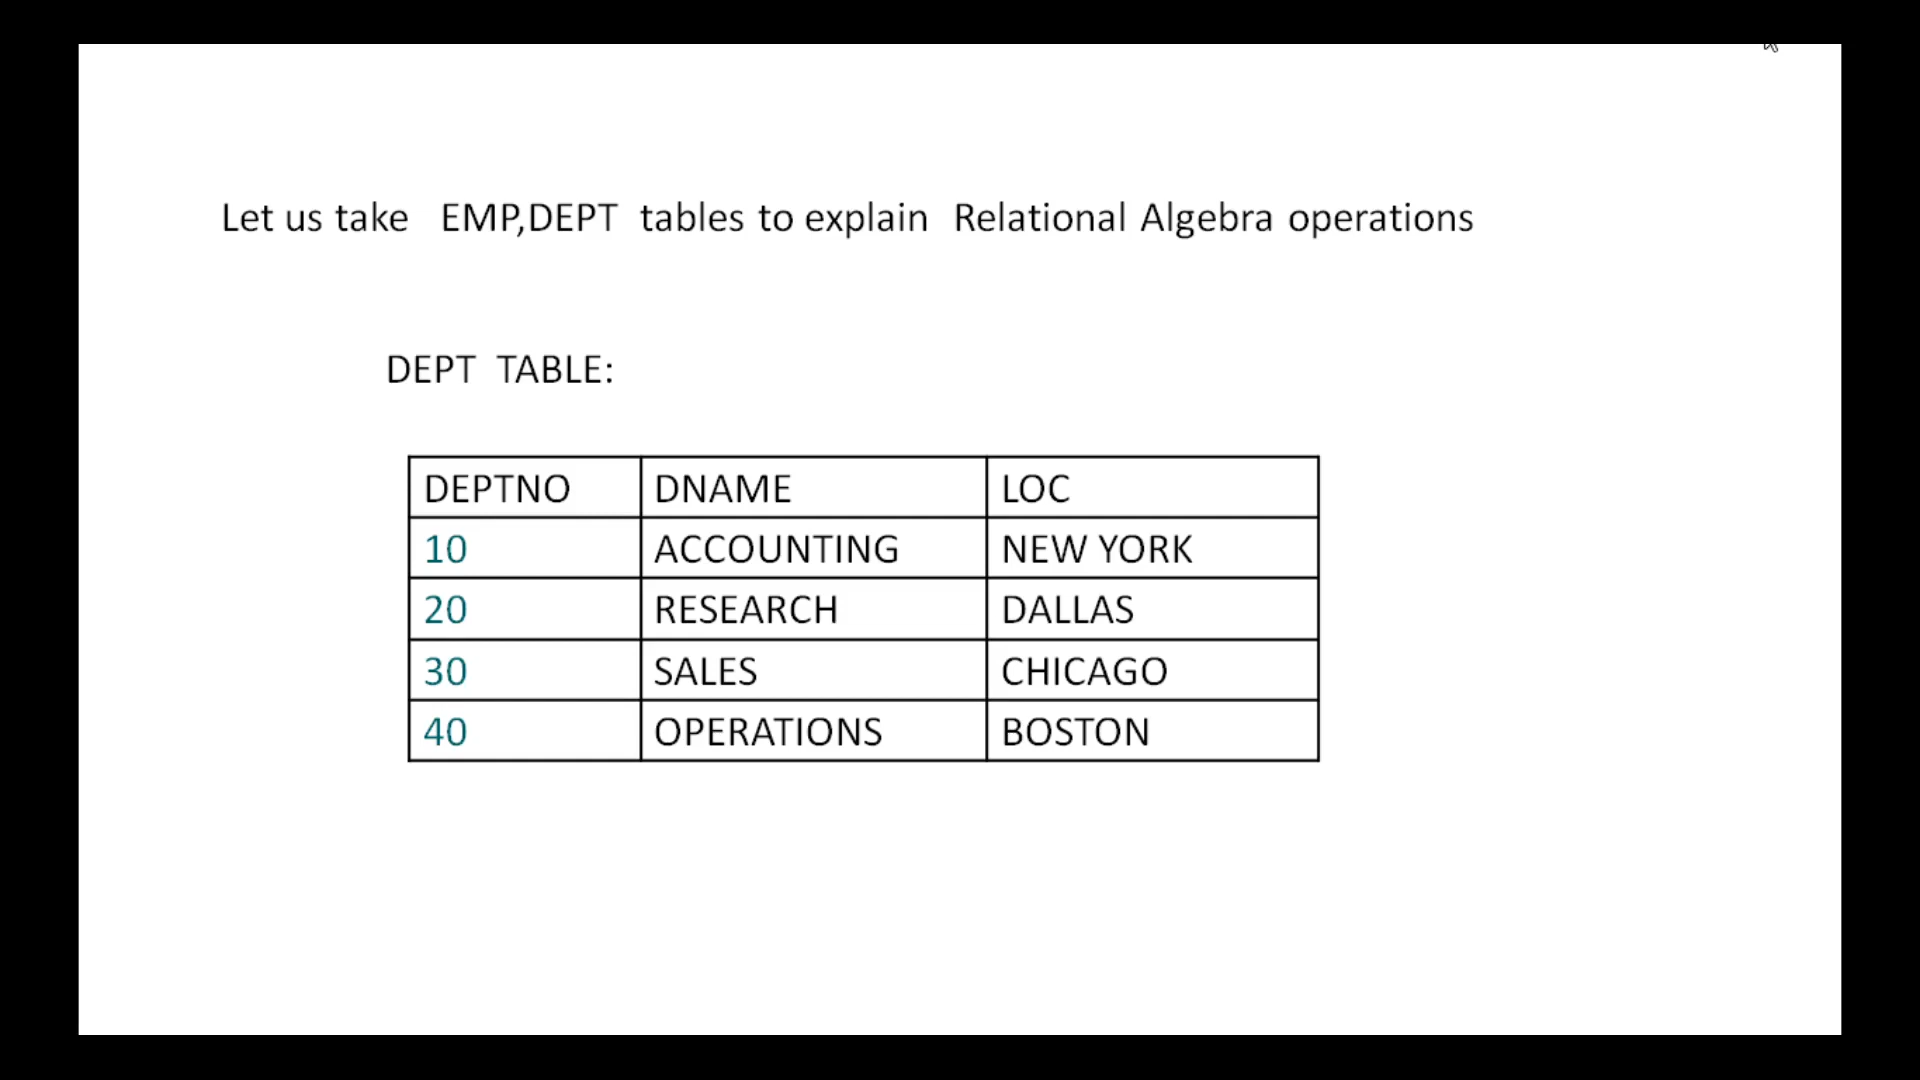 Let us take EMP,DEPT tables to explain Relational Algebra operations
DEPT TABLE:
DEPTNO DNAME LOC
10 ACCOUNTING NEW YORK
20 RESEARCH DALLAS
30 SALES CHICAGO
40 OPERATIONS BOSTON